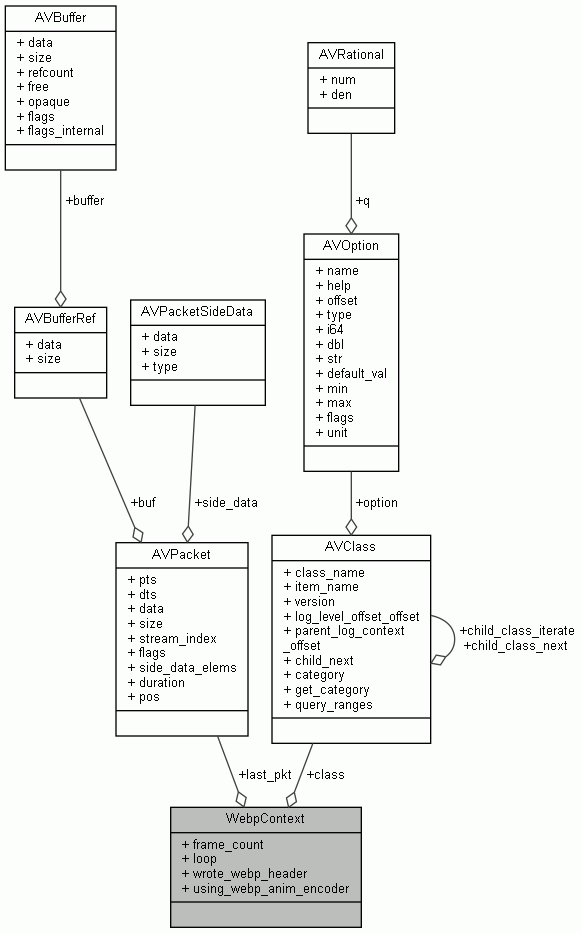 AVBuffer
+ data
+ size
+ refcount
+ free
+ opaque
+ flags
+ flags_internal
AVRational
+ num
+ den
+buffer
+q
AVOption
+ name
+ help
+ offset
+ type
+ i64
+ dbl
+ str
+ default_val
+ min
+ max
+ flags
+ unit
AVBufferRef
+ data
+ size
AVPacketSideData
+ data
+ size
+ type
+buf
+side_data
+option
AVPacket
+ pts
+ dts
+ data
+ size
+ stream_index
+ flags
+ side_data_elems
+ duration
+ pos
AVClass
+ class_name
+ item_name
+ version
+ log_level_offset_offset
+ parent_log_context
_offset
+ child_next
+ category
+ get_category
+ query_ranges
+child_class_iterate
+child_class_next
+last_pkt
+class
WebpContext
+ frame_count
+ loop
+ wrote_webp_header
+ using_webp_anim_encoder